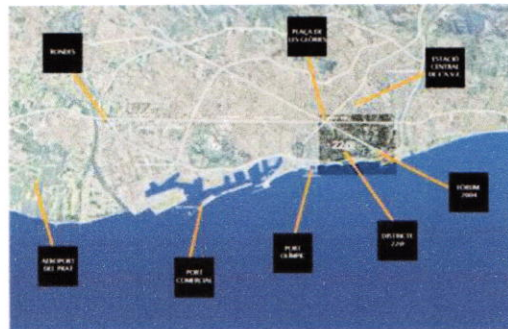 RONDES
PLAÇA DE
LES GLÒRIES
ESTACIÓ
CENTRAL
DE L'A.V.E.
22@
AEROPORT
DEL PRAT
PORT
COMERCIAL
PORT
OLÍMPIC
DISTRICTE
22@
FÒRUM
2004